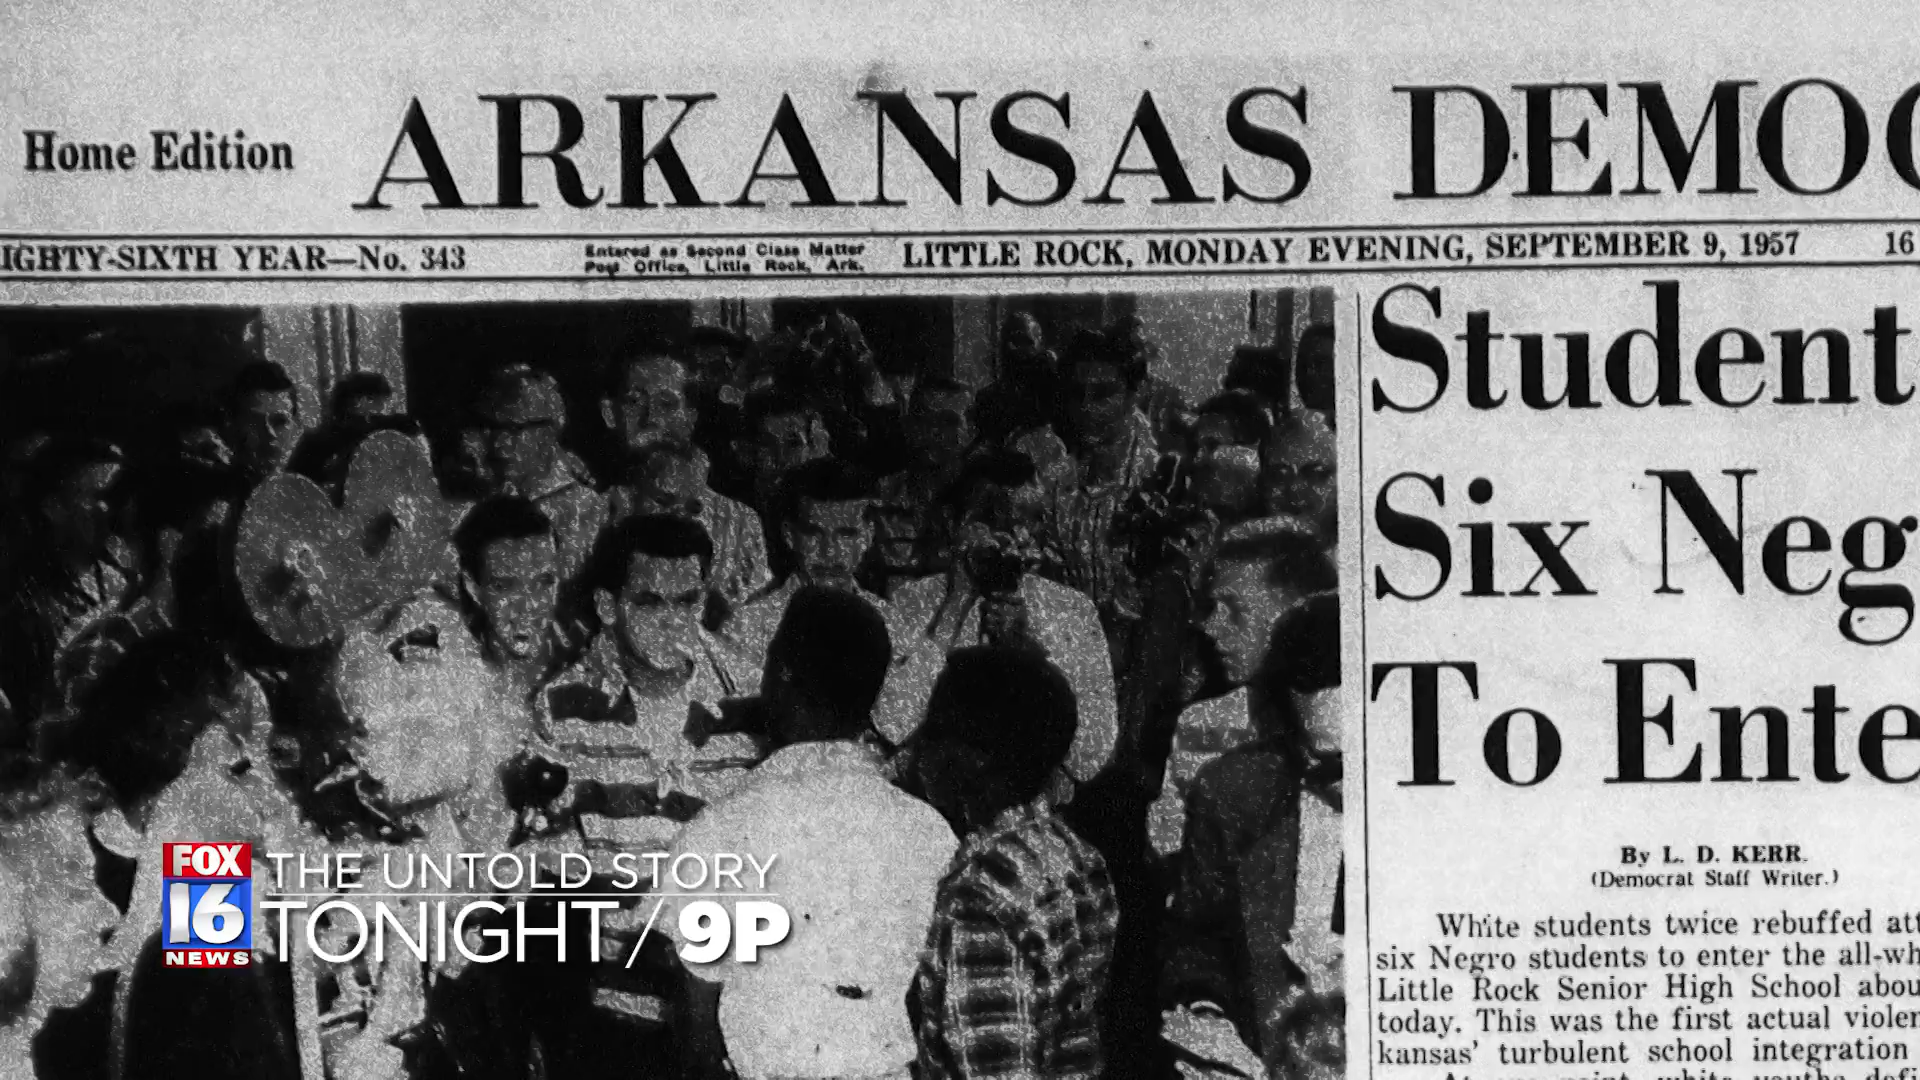 Home Edition
ARKANSAS DEMOC
IGHTY-SIXTH YEAR—No. 343
Entered as Second Class Matter
Post Office, Little Rock, Ark.
LITTLE ROCK, MONDAY EVENING, SEPTEMBER 9, 1957
16
Student
Six Neg
To Ente
By L. D. KERR.
(Democrat Staff Writer.)
White students twice rebuffed att
six Negro students to enter the all-wh
Little Rock Senior High School abou
today. This was the first actual violen
kansas' turbulent school integration
FOX
16
NEWS
THE UNTOLD STORY
TONIGHT / 9P